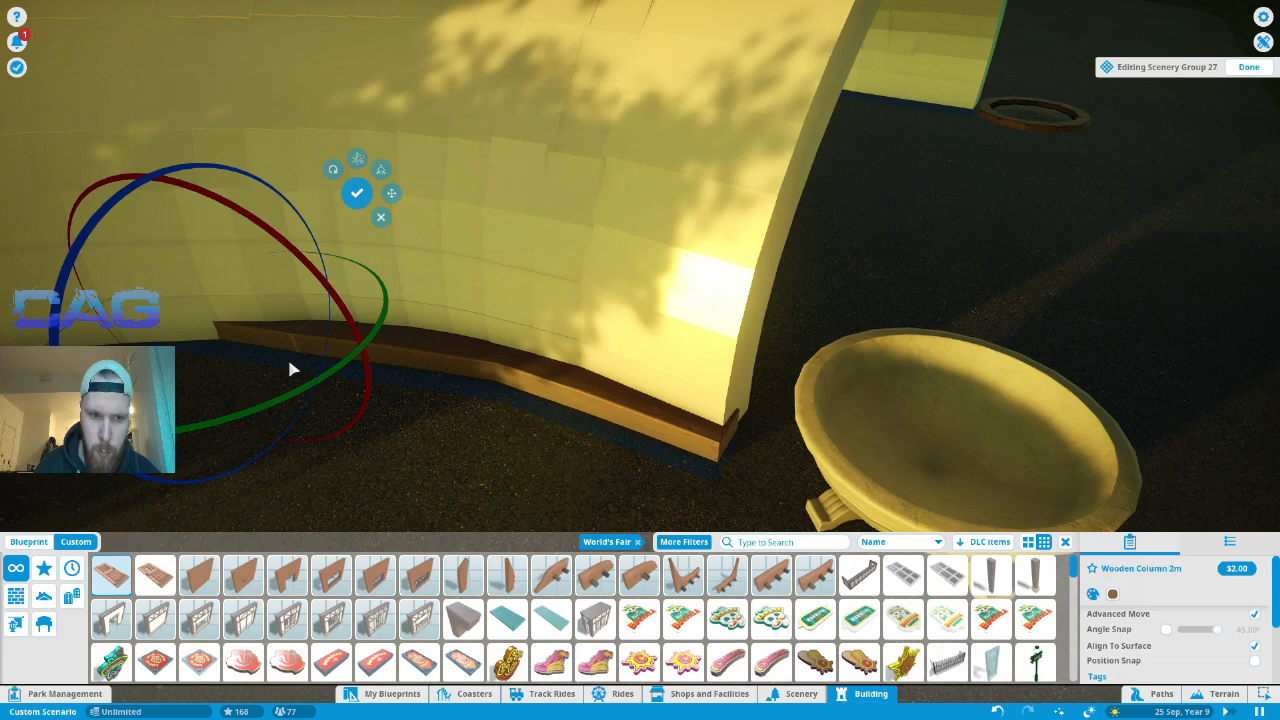 ?
1
Editing Scenery Group 27
Done
CAG
Blueprint
Custom
World's Fair
More Filters
Type to Search
Name
DLC items
Wooden Column 2m
$2.00
Advanced Move
Angle Snap
45.00°
Align To Surface
Position Snap
Tags
Park Management
My Blueprints
Coasters
Track Rides
Rides
Shops and Facilities
Scenery
Building
Paths
Terrain
Custom Scenario
Unlimited
168
77
25 Sep, Year 9